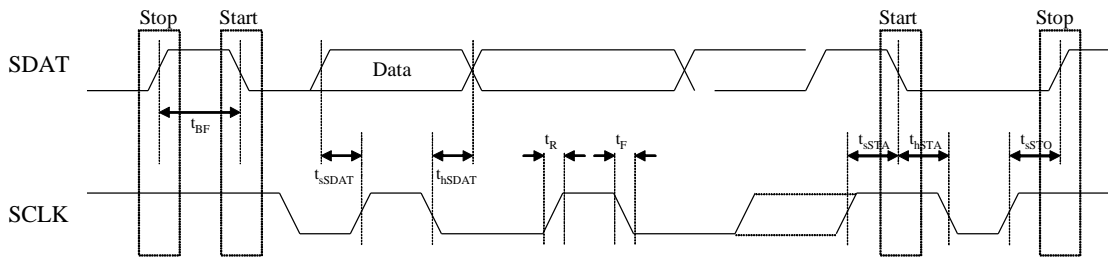 Stop Start Start Stop
SDAT
Data
tBF
tR tF tsSTA thSTA tsSTO
tsSDAT thSDAT
SCLK